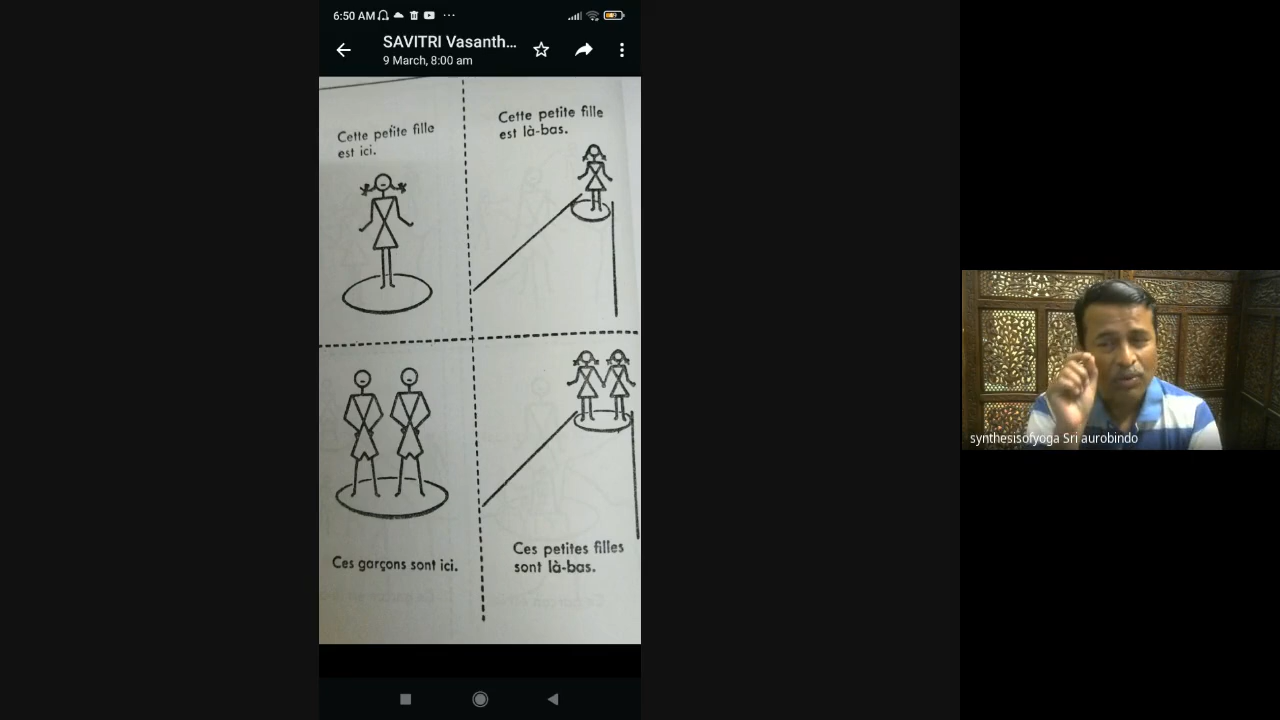 6:50 AM
SAVITRI Vasanth...
9 March, 8:00 am
Cette petite fille
est ici.
Cette petite fille
est là-bas.
Ces garçons sont ici.
Ces petites filles
sont là-bas.
synthesisofyoga Sri aurobindo